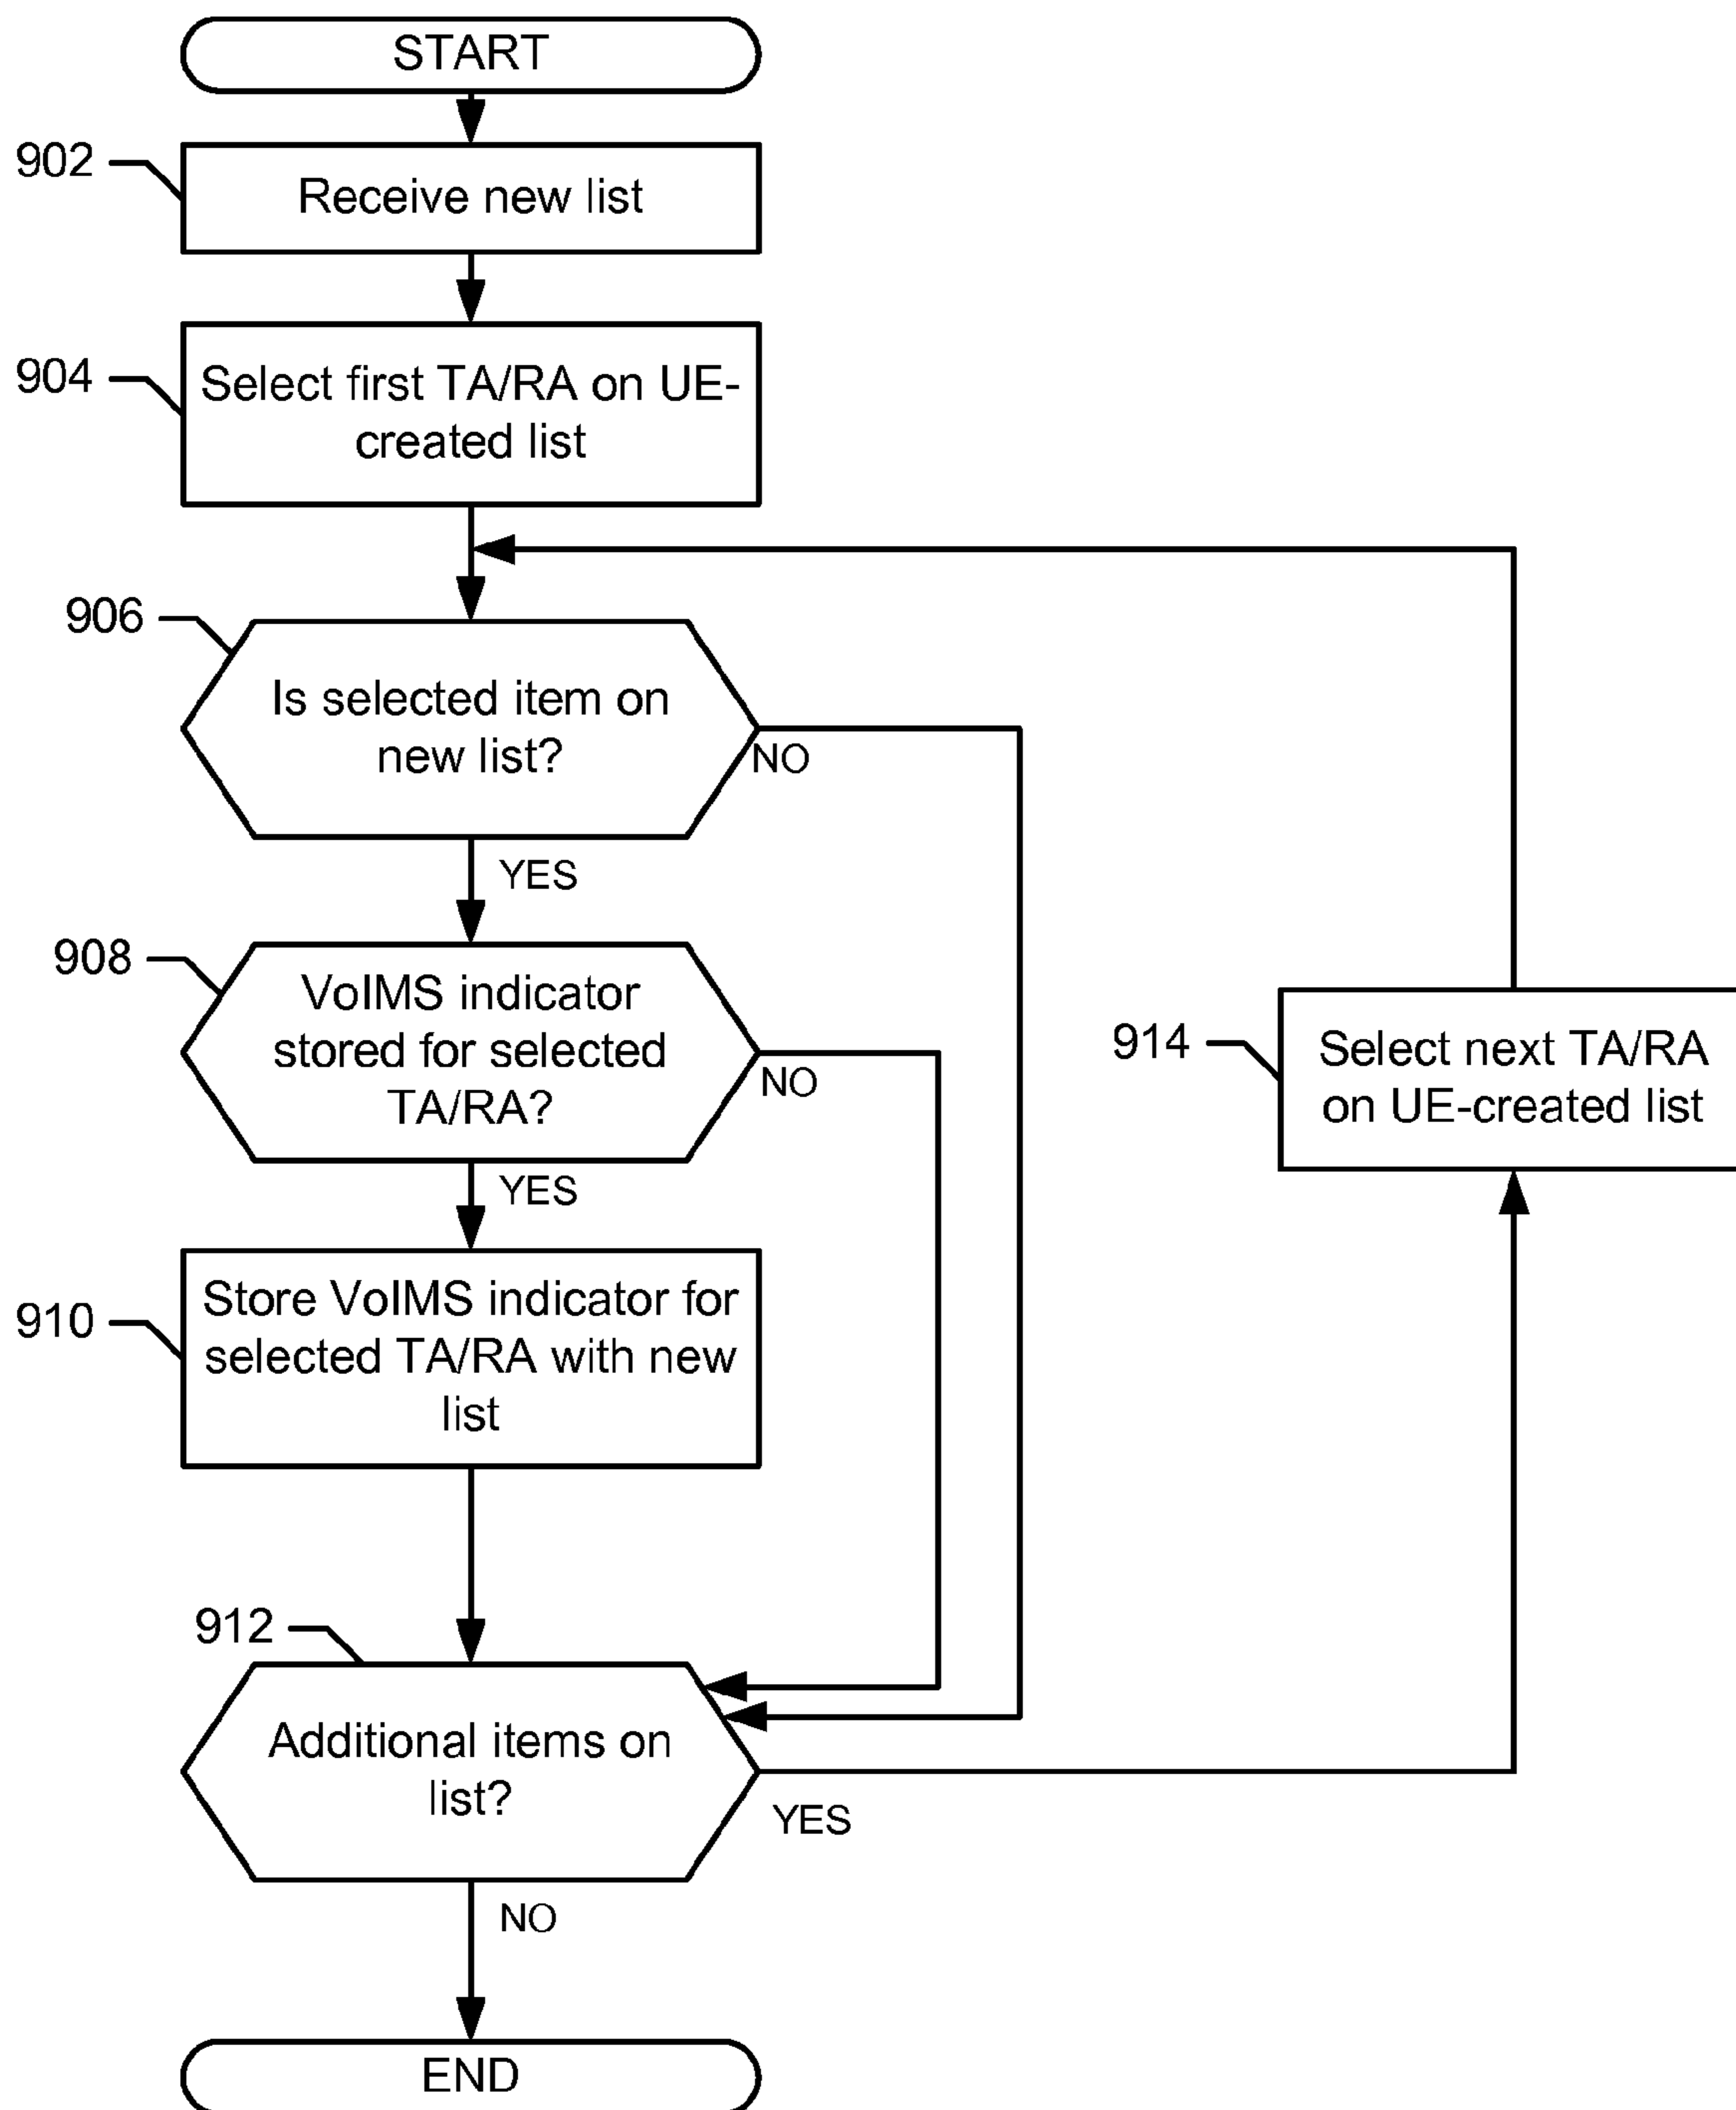 START
902
Receive new list
904
Select first TA/RA on UE-
created list
906
Is selected item on
new list?
NO
YES
908
VoIMS indicator
stored for selected
TA/RA?
NO
YES
914
Select next TA/RA
on UE-created list
910
Store VoIMS indicator for
selected TA/RA with new
list
912
Additional items on
list?
YES
NO
END